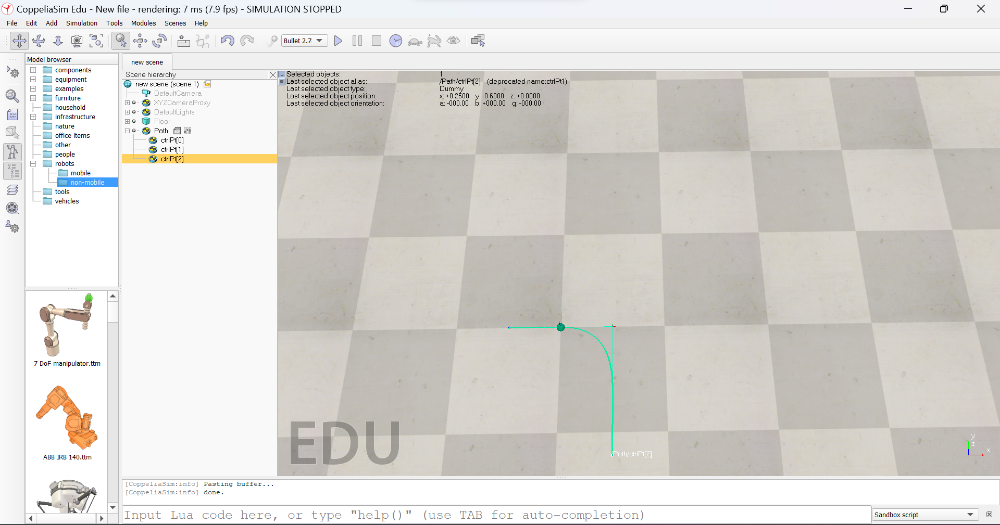 CoppeliaSim Edu - New file - rendering: 7 ms (7.9 fps) - SIMULATION STOPPED
File Edit Add Simulation Tools Modules Scenes Help
Bullet 2.7
Model browser
components
equipment
examples
furniture
household
infrastructure
nature
office items
other
people
robots
mobile
non-mobile
tools
vehicles
7 DoF manipulator.ttm
ABB IRB 140.ttm
new scene
Scene hierarchy
new scene (scene 1)
DefaultCamera
XYZCameraProxy
DefaultLights
Floor
Path
ctrlPt[0]
ctrlPt[1]
ctrlPt[2]
Selected objects: 1
Last selected object alias: /Path/ctrlPt[2] (deprecated name:ctrlPt1)
Last selected object type: Dummy
Last selected object position: x: +0.2500 y: -0.6000 z: +0.0000
Last selected object orientation: a: -000.00 b: +000.00 g: -000.00
/Path/ctrlPt[2]
EDU
y
z
x
[CoppeliaSim:info] Pasting buffer...
[CoppeliaSim:info] done.
Input Lua code here, or type "help()" (use TAB for auto-completion)
Sandbox script